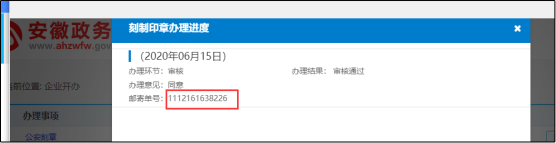 安徽政务
www.ahzwfw.gov
刻制印章办理进度
×
（2020年06月15日）
办理环节：审核
办理结果：审核通过
办理意见：同意
邮寄单号：1112161638226
前位置：企业开办
办理事项
公安刻章